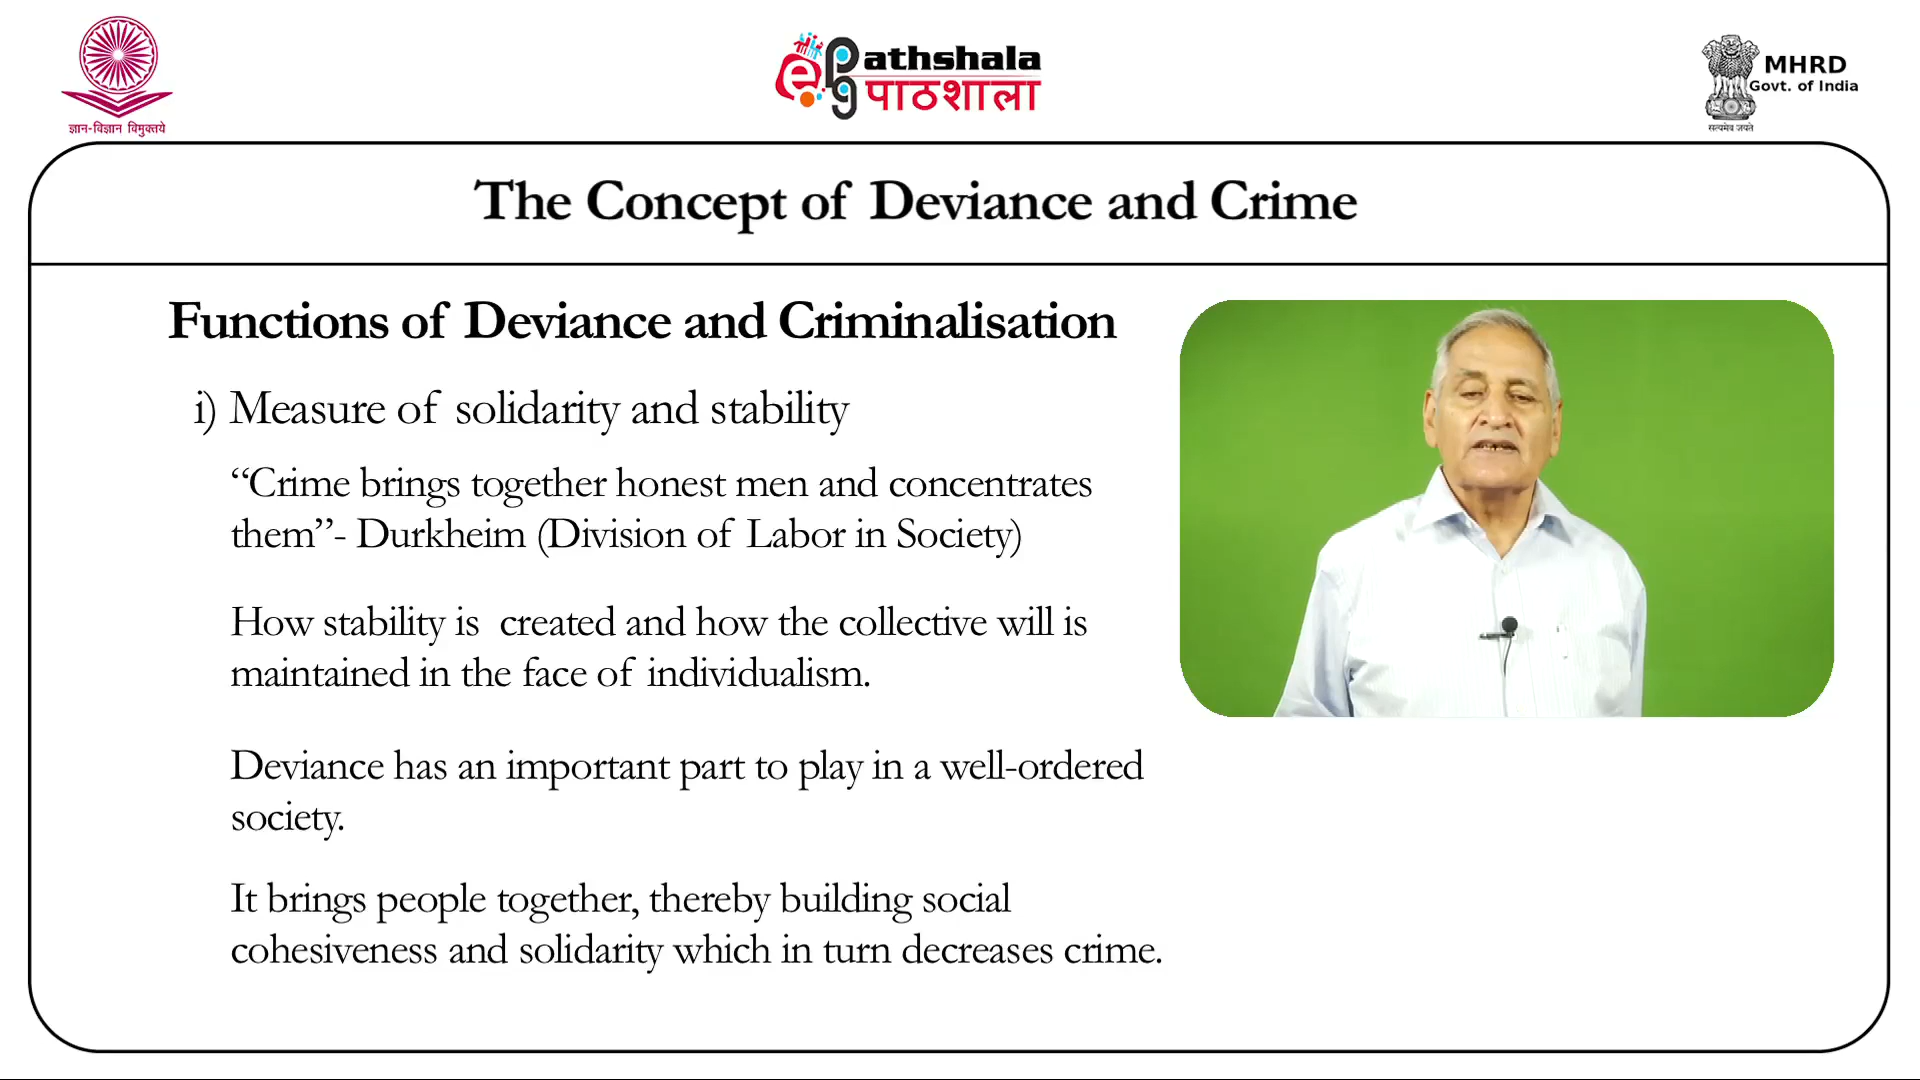 ज्ञान-विज्ञान विमुक्तये
e Pathshala
पाठशाला
MHRD
Govt. of India
सत्यमेव जयते
The Concept of Deviance and Crime
Functions of Deviance and Criminalisation
i) Measure of solidarity and stability
“Crime brings together honest men and concentrates
them”- Durkheim (Division of Labor in Society)
How stability is created and how the collective will is
maintained in the face of individualism.
Deviance has an important part to play in a well-ordered
society.
It brings people together, thereby building social
cohesiveness and solidarity which in turn decreases crime.